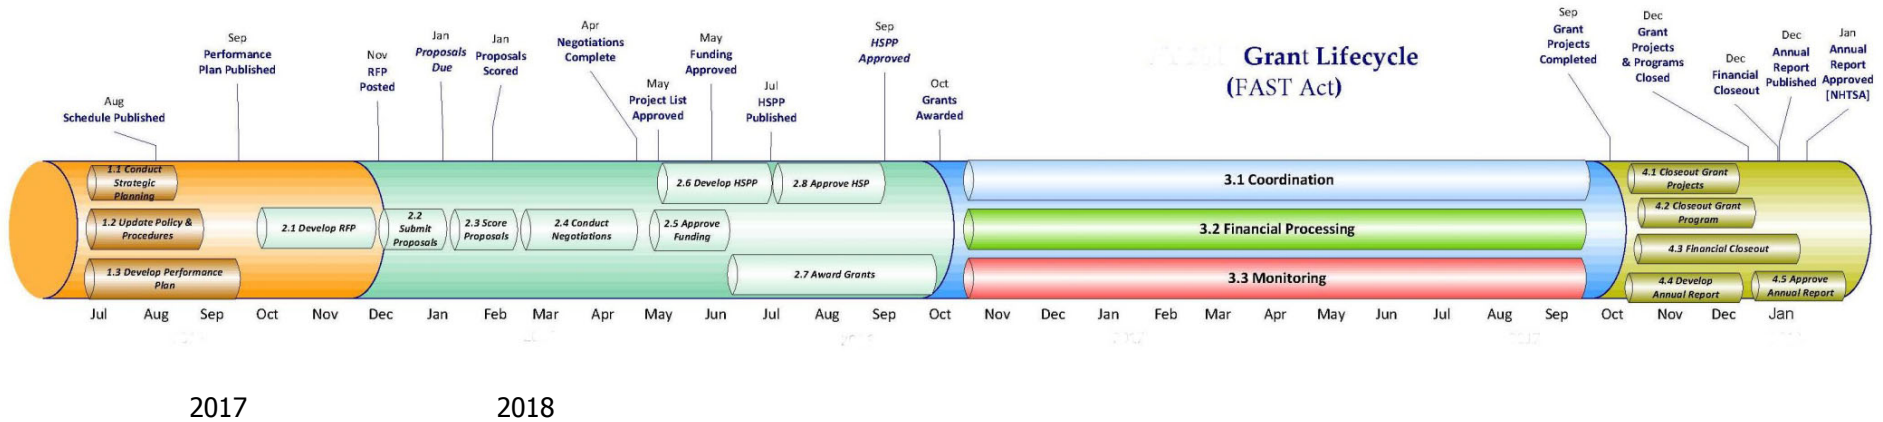 Grant Lifecycle
(FAST Act)
Aug
Schedule Published
Sep
Performance
Plan Published
Nov
RFP
Posted
Jan
Proposals
Due
Jan
Proposals
Scored
Apr
Negotiations
Complete
May
Project List
Approved
May
Funding
Approved
Jul
HSPP
Published
Sep
HSPP
Approved
Oct
Grants
Awarded
Sep
Grant
Projects
Completed
Dec
Grant
Projects
& Programs
Closed
Dec
Financial
Closeout
Dec
Annual
Report
Published
Jan
Annual
Report
Approved
[NHTSA]
1.1 Conduct
Strategic
Planning
1.2 Update Policy &
Procedures
1.3 Develop Performance
Plan
2.1 Develop RFP
2.2
Submit
Proposals
2.3 Score
Proposals
2.4 Conduct
Negotiations
2.5 Approve
Funding
2.6 Develop HSPP
2.8 Approve HSP
2.7 Award Grants
3.1 Coordination
3.2 Financial Processing
3.3 Monitoring
4.1 Closeout Grant
Projects
4.2 Closeout Grant
Program
4.3 Financial Closeout
4.4 Develop
Annual Report
4.5 Approve
Annual Report
Jul Aug Sep Oct Nov Dec Jan Feb Mar Apr May Jun Jul Aug Sep Oct Nov Dec Jan Feb Mar Apr May Jun Jul Aug Sep Oct Nov Dec Jan
2017 2018